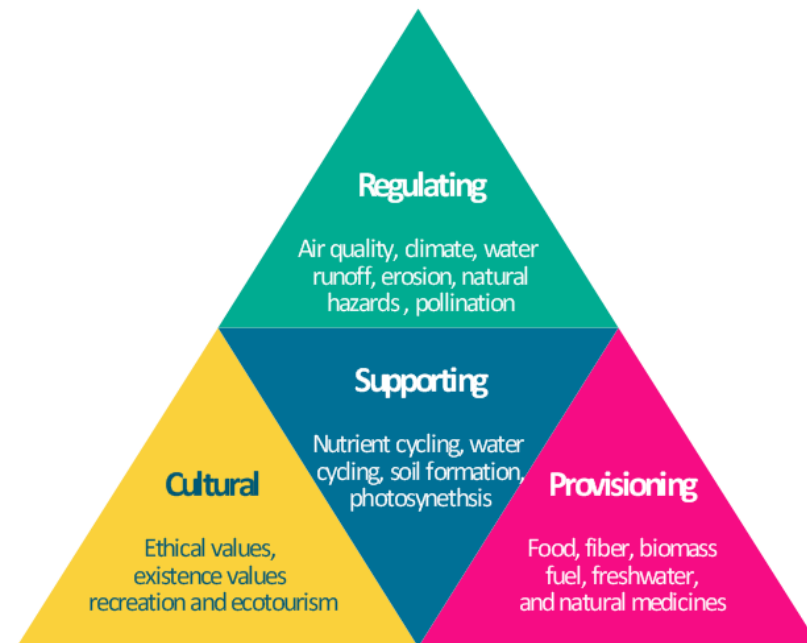 Regulating
Air quality, climate, water
runoff, erosion, natural
hazards , pollination
Supporting
Nutrient cycling, water
cycling, soil formation,
photosynethsis
Cultural
Ethical values,
existence values
recreation and ecotourism
Provisioning
Food, fiber, biomass
fuel, freshwater,
and natural medicines